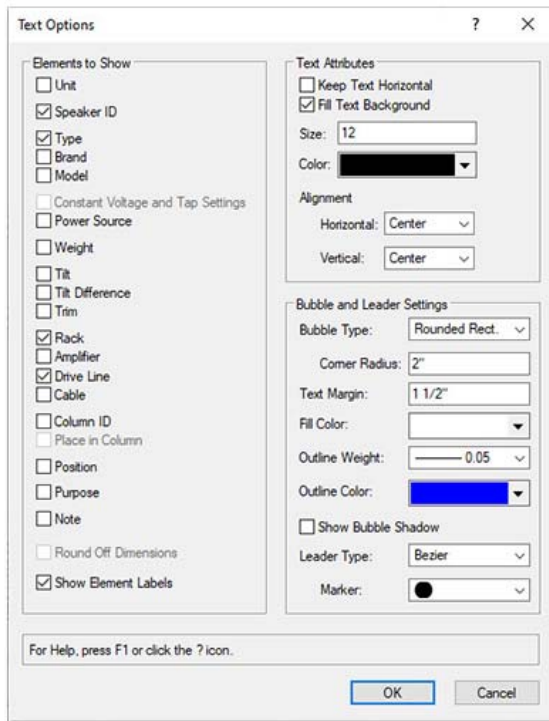 Text Options
?
Elements to Show
Unit
Speaker ID
Type
Brand
Model
Constant Voltage and Tap Settings
Power Source
Weight
Tilt
Tilt Difference
Trim
Rack
Amplifier
Drive Line
Cable
Column ID
Place in Column
Position
Purpose
Note
Round Off Dimensions
Show Element Labels
Text Attributes
Keep Text Horizontal
Fill Text Background
Size: 12
Color:
Alignment
Horizontal: Center
Vertical: Center
Bubble and Leader Settings
Bubble Type: Rounded Rect.
Corner Radius: 2"
Text Margin: 1 1/2"
Fill Color:
Outline Weight: 0.05
Outline Color:
Show Bubble Shadow
Leader Type: Bezier
Marker:
For Help, press F1 or click the ? icon.
OK Cancel